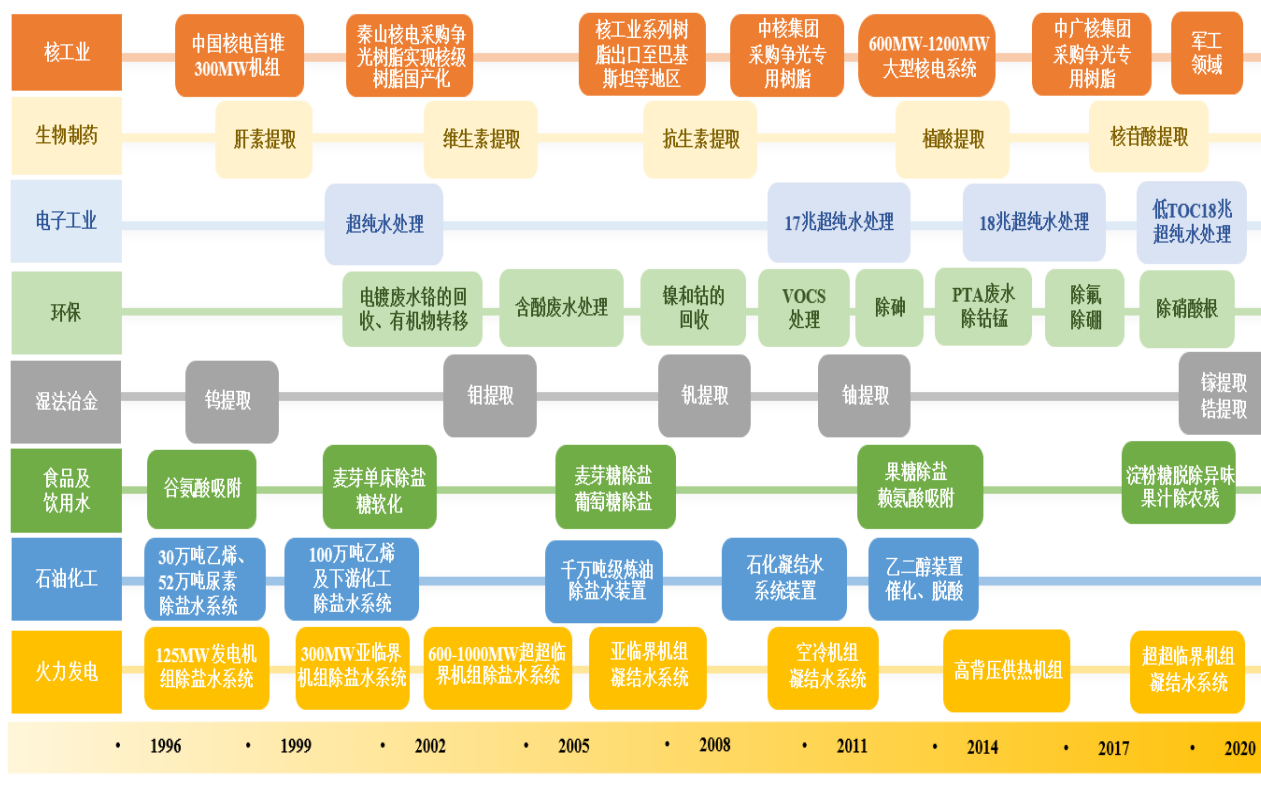 核工业
中国核电首堆
300MW机组
秦山核电采购争
光树脂实现核级
树脂国产化
核工业系列树
脂出口至巴基
斯坦等地区
中核集团
采购争光专
用树脂
600MW-1200MW
大型核电系统
中广核集团
采购争光专
用树脂
军工
领域
生物制药
肝素提取
维生素提取
抗生素提取
植酸提取
核苷酸提取
电子工业
超纯水处理
17兆超纯水处理
18兆超纯水处理
低TOC18兆
超纯水处理
环保
电镀废水铬的回
收、有机物转移
含酚废水处理
镍和钴的
回收
VOCS
处理
除砷
PTA废水
除钴锰
除氟
除硼
除硝酸根
湿法冶金
钨提取
钼提取
钒提取
铀提取
镓提取
锆提取
食品及
饮用水
谷氨酸吸附
麦芽单床除盐
糖软化
麦芽糖除盐
葡萄糖除盐
果糖除盐
赖氨酸吸附
淀粉糖脱除异味
果汁除农残
石油化工
30万吨乙烯、
52万吨尿素
除盐水系统
100万吨乙烯
及下游化工
除盐水系统
千万吨级炼油
除盐水装置
石化凝结水
系统装置
乙二醇装置
催化、脱酸
火力发电
125MW发电机
组除盐水系统
300MW亚临界
机组除盐水系统
600-1000MW超超临
界机组除盐水系统
亚临界机组
凝结水系统
空冷机组
凝结水系统
高背压供热机组
超超临界机组
凝结水系统
· 1996 · 1999 · 2002 · 2005 · 2008 · 2011 · 2014 · 2017 · 2020